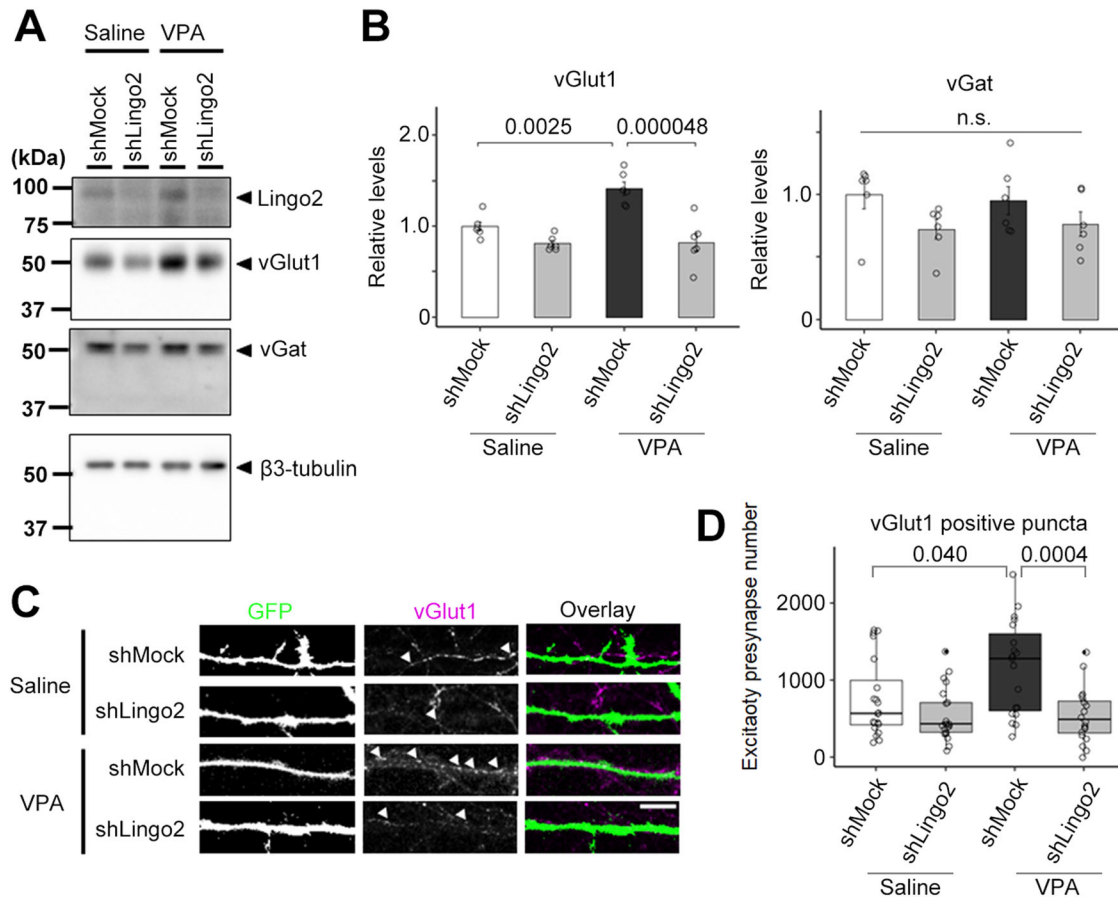 A
Saline VPA
shMock
shLingo2
shMock
shLingo2
(kDa)
100
75
Lingo2
50
37
vGlut1
50
37
vGat
50
37
β3-tubulin
B
vGlut1
0.0025 0.000048
Relative levels
2.0
1.0
0
shMock
shLingo2
shMock
shLingo2
Saline VPA
vGat
n.s.
Relative levels
1.0
0
shMock
shLingo2
shMock
shLingo2
Saline VPA
C
GFP vGlut1 Overlay
Saline
shMock
shLingo2
VPA
shMock
shLingo2
D
vGlut1 positive puncta
0.040 0.0004
Excitaoty presynapse number
2000
1000
0
shMock
shLingo2
shMock
shLingo2
Saline VPA